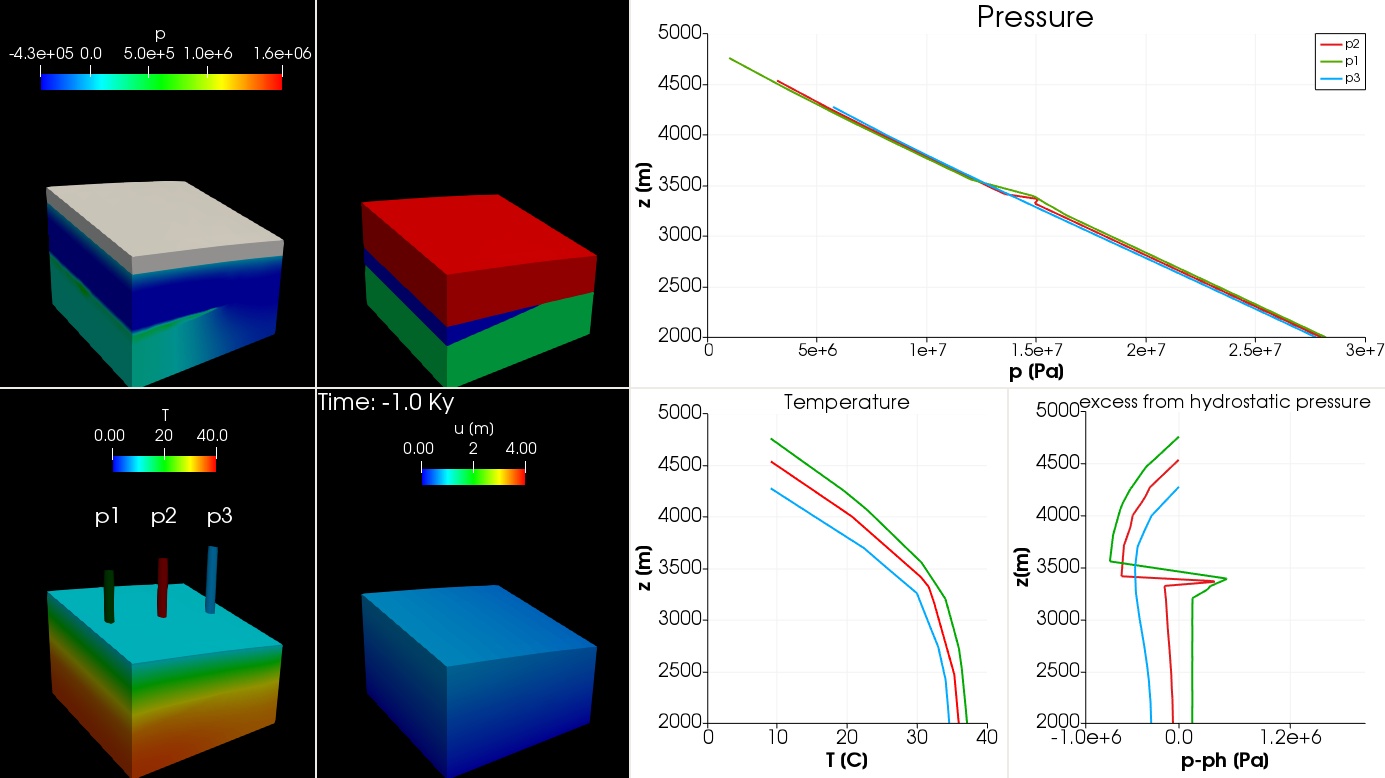 p
-4.3e+05 0.0 5.0e+5 1.0e+6 1.6e+06
Pressure
5000
4500
4000
3500
3000
2500
2000
z (m)
0 5e+6 1e+7 1.5e+7 2e+7 2.5e+7 3e+7
p (Pa)
p2
p1
p3
T
0.00 20 40.0
p1 p2 p3
Time: -1.0 Ky
u (m)
0.00 2 4.00
Temperature
5000
4500
4000
3500
3000
2500
2000
z (m)
0 10 20 30 40
T (C)
excess from hydrostatic pressure
5000
4500
4000
3500
3000
2500
2000
z(m)
-1.0e+6 0.0 1.2e+6
p-ph (Pa)